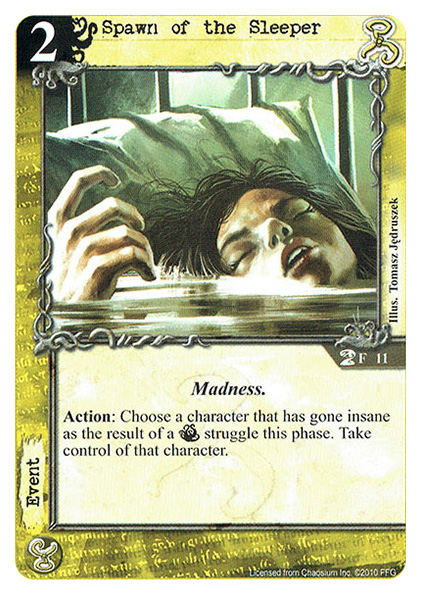 2
Spawn of the Sleeper
Illus. Tomasz Jędruszek
F 11
Madness.
Action: Choose a character that has gone insane
as the result of a struggle this phase. Take
control of that character.
Event
Licensed from Chaosium Inc. ©2010 FFG